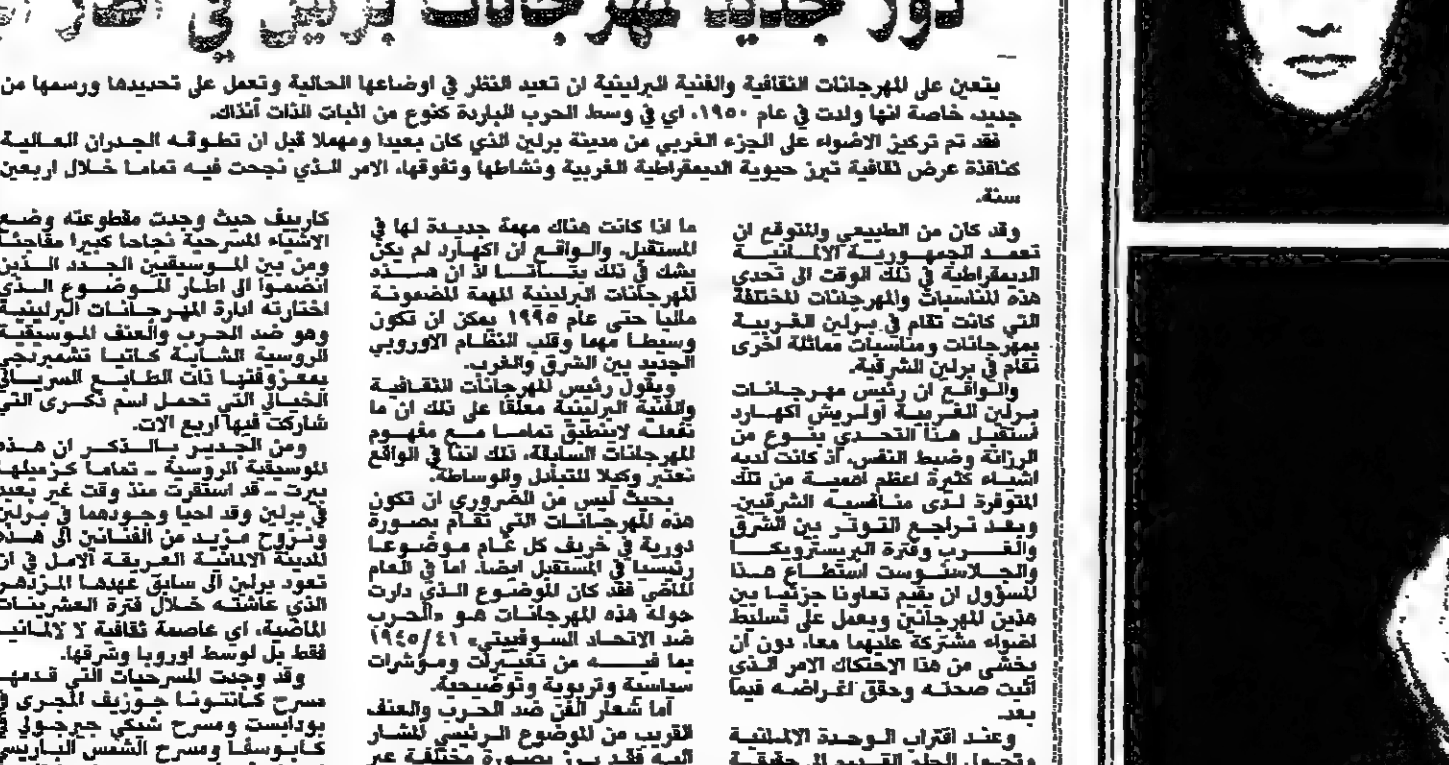 دور جديد لمهرجانات برلين في
يتعين على المهرجانات الثقافية والفنية البرلينية ان تعيد النظر في اوضاعها الحالية وتعمل على تحديدها ورسمها من
جديد، خاصة انها ولدت في عام ١٩٥٠، اي في وسط الحرب الباردة كنوع من اثبات الذات آنذاك.
فقد تم تركيز الاضواء على الجزء الغربي من مدينة برلين الذي كان بعيدا ومهملا قبل ان تطوقه الجدران العالية
كنافذة عرض ثقافية تبرز حيوية الديمقراطية الغربية ونشاطها وتفوقها، الامر الذي نجحت فيه تماما خلال اربعين
سنة.
وقد كان من الطبيعي والمتوقع ان
تعمد الجمهورية الالمانية
الديمقراطية في ذلك الوقت الى تحدي
هذه المناسبات والمهرجانات المختلفة
التي كانت تقام في برلين الغربية
بمهرجانات ومناسبات مماثلة اخرى
تقام في برلين الشرقية.
والواقع ان رئيس مهرجانات
برلين الغربية اولريش اكهارد
استقبل هذا التحدي بنوع من
الرزانة وضبط النفس، اذ كانت لديه
اشياء كثيرة اعظم اهمية من تلك
المتوفرة لدى منافسيه الشرقيين.
وبعد تراجع التوتر بين الشرق
والغرب وفترة البريسترويكا
والجلاسنوست استطاع هذا
المسؤول ان يقيم تعاونا جزئيا بين
هذين المهرجانين ويعمل على تسليط
اضواء مشتركة عليهما معا، دون ان
يخشى من هذا الاحتكاك الامر الذي
اثبت صحته وحقق اغراضه فيما
بعد.
وعند اقتراب الوحدة الالمانية
وتحول الحلم القديم الى حقيقة
ما اذا كانت هناك مهمة جديدة لها في
المستقبل، والواقع ان اكهارد لم يكن
يشك في ذلك بتاتا اذ ان هذه
المهرجانات البرلينية المهمة المضمونة
ماليا حتى عام ١٩٩٥ يمكن ان تكون
وسيطا مهما وقلب النظام الاوروبي
الجديد بين الشرق والغرب.
ويقول رئيس المهرجانات الثقافية
والفنية البرلينية معلقا على ذلك ان ما
نفعله لاينطبق تماما مع مفهوم
المهرجانات السابقة، ذلك اننا في الواقع
نعتبر وكيلا للتبادل والوساطة.
بحيث ليس من الضروري ان تكون
هذه المهرجانات التي تقام بصورة
دورية في خريف كل عام موضوعا
رئيسيا في المستقبل ايضا. اما في العام
الماضي فقد كان الموضوع الذي دارت
حوله هذه المهرجانات هو «الحرب
ضد الاتحاد السوفييتي» ١٩٤٥/٤١
بما فيه من تغييرات ومؤشرات
سياسية وتربوية وتوضيحية.
اما شعار الفن ضد الحرب والعنف
القريب من الموضوع الرئيسي المشار
اليه فقد برز بصورة مختلفة عبر
كارييف حيث وجدت مقطوعته وضع
الاشياء المسرحية نجاحا كبيرا مفاجئا
ومن بين الموسيقيين الجدد الذين
انضموا الى اطار الموضوع الذي
اختارته ادارة المهرجانات البرلينية
وهو ضد الحرب والعنف الموسيقية
الروسية الشابة كاتيا تشمبرنجي
بمعزوفتها ذات الطابع السريالي
الخيالي التي تحمل اسم ذكرى التي
شاركت فيها اربع الات.
ومن الجدير بالذكر ان هذه
الموسيقية الروسية ـ تماما كزميلها
بيرت ـ قد استقرت منذ وقت غير بعيد
في برلين وقد احيا وجودهما في برلين
ونزوح مزيد من الفنانين الى هذه
المدينة الالمانية العريقة الامل في ان
تعود برلين الى سابق عهدها المزدهر
الذي عاشته خلال فترة العشرينات
الماضية، اي عاصمة ثقافية لا لالمانيا
فقط بل لوسط اوروبا وشرقها.
وقد وجدت المسرحيات التي قدمها
مسرح كانتونا جوزيف المجري في
بودابست ومسرح شيكي جيرجولي
كابوسفا ومسرح الشمس الباريسي